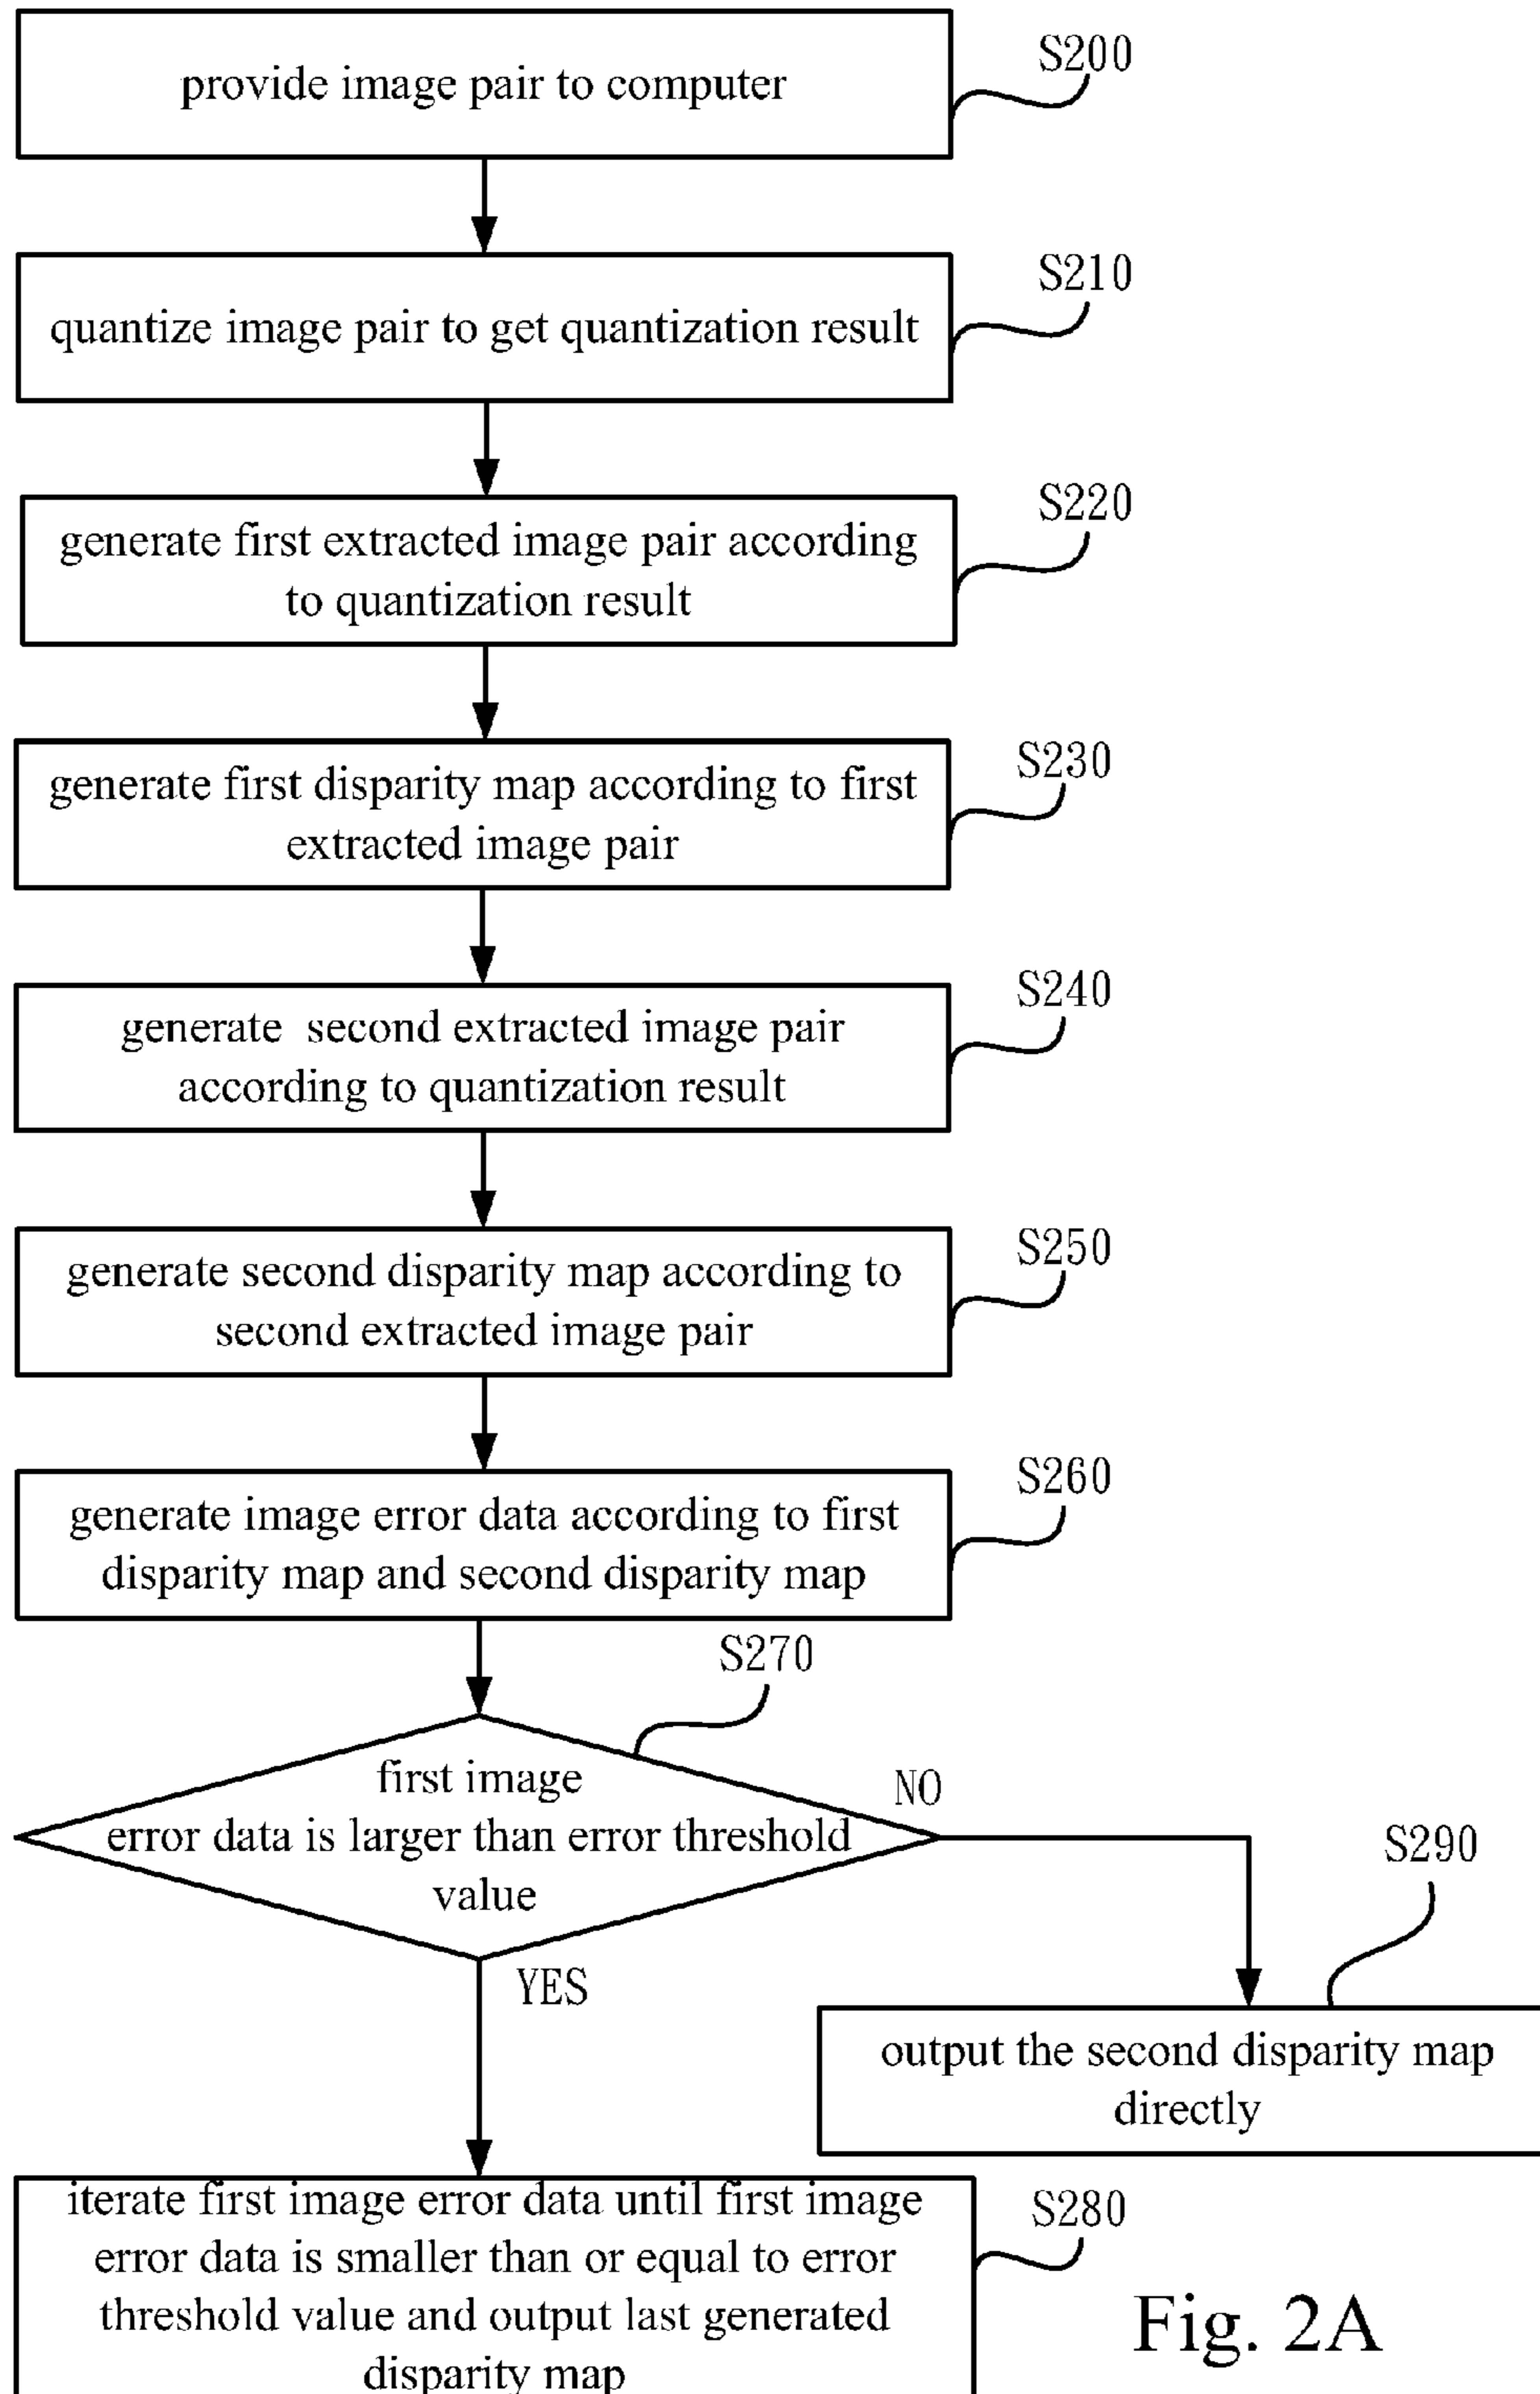 provide image pair to computer
S200
quantize image pair to get quantization result
S210
generate first extracted image pair according
to quantization result
S220
generate first disparity map according to first
extracted image pair
S230
generate second extracted image pair
according to quantization result
S240
generate second disparity map according to
second extracted image pair
S250
generate image error data according to first
disparity map and second disparity map
S260
S270
first image
error data is larger than error threshold
value
NO
YES
S290
output the second disparity map
directly
iterate first image error data until first image
error data is smaller than or equal to error
threshold value and output last generated
disparity map
S280
Fig. 2A